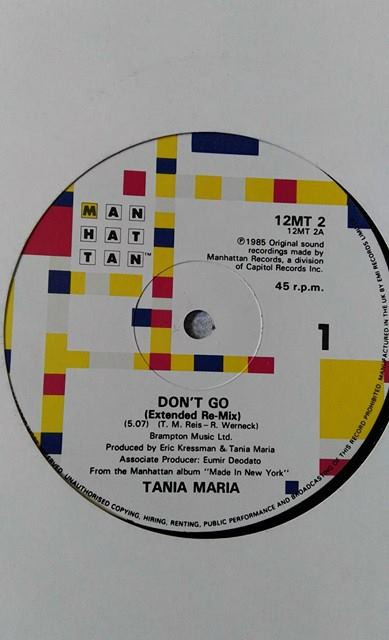 MAN
HAT
TAN™
12MT 2
12MT 2A
℗1985 Original sound
recordings made by
Manhattan Records, a division
of Capitol Records Inc.
45 r.p.m.
1
DON'T GO
(Extended Re-Mix)
(5.07) (T. M. Reis – R. Werneck)
Brampton Music Ltd.
Produced by Eric Kressman & Tania Maria
Associate Producer: Eumir Deodato
From the Manhattan album "Made In New York"
TANIA MARIA
UNAUTHORISED COPYING, HIRING, RENTING, PUBLIC PERFORMANCE AND BROADCASTING OF THIS RECORD PROHIBITED. MANUFACTURED IN THE UK BY EMI RECORDS LIMITED